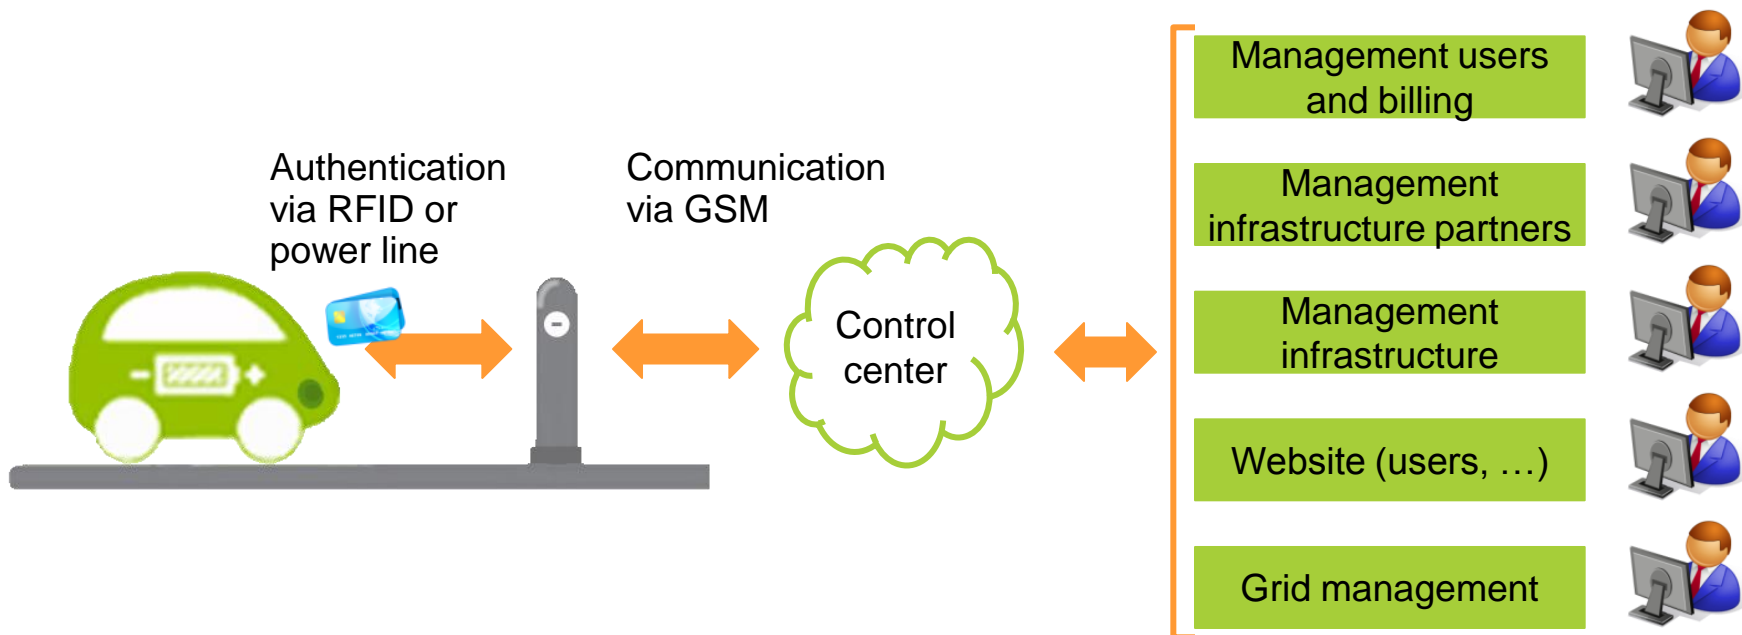 Authentication
via RFID or
power line
Communication
via GSM
Control
center
Management users
and billing
Management
infrastructure partners
Management
infrastructure
Website (users, …)
Grid management